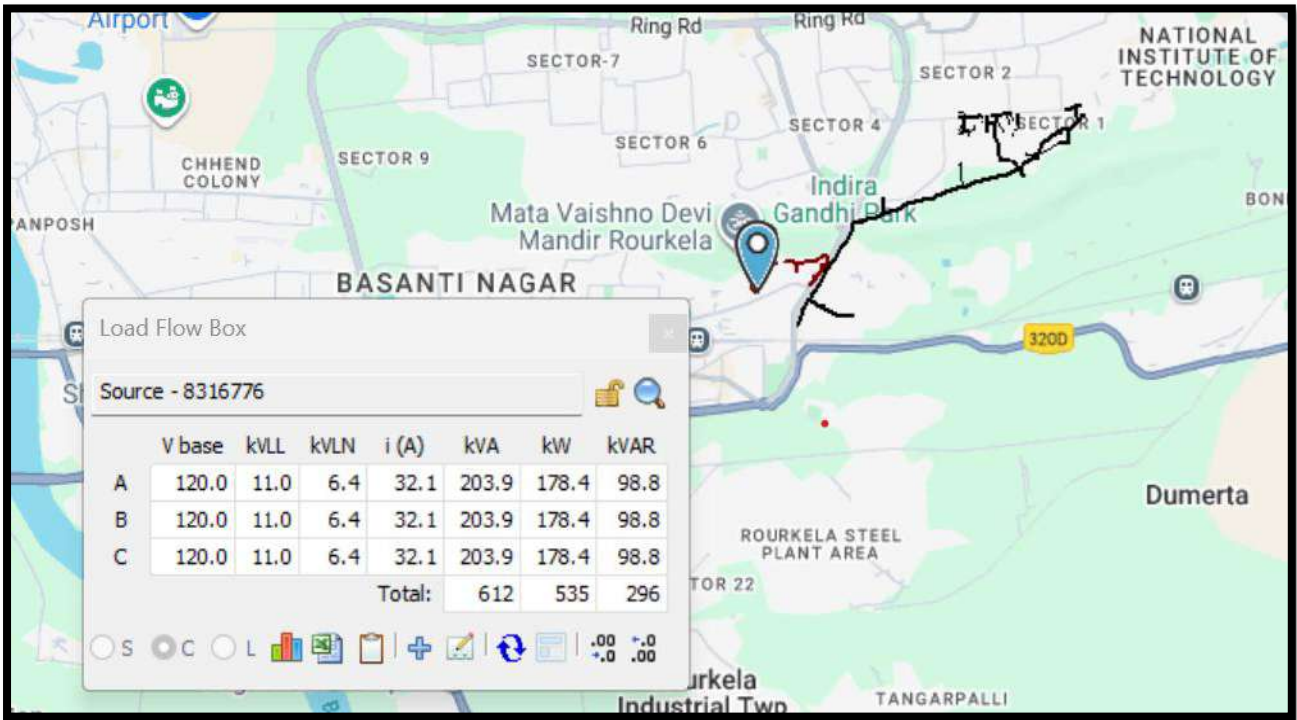 Airport
Ring Rd
Ring Rd
NATIONAL
INSTITUTE OF
TECHNOLOGY
SECTOR-7
SECTOR 2
SECTOR 4
SECTOR 1
SECTOR 6
SECTOR 9
CHHEND
COLONY
Indira
Gandhi Park
Mata Vaishno Devi
Mandir Rourkela
BASANTI NAGAR
Load Flow Box
320D
Source - 8316776
V base kVLL kVLN i (A) kVA kW kVAR
A 120.0 11.0 6.4 32.1 203.9 178.4 98.8
B 120.0 11.0 6.4 32.1 203.9 178.4 98.8
C 120.0 11.0 6.4 32.1 203.9 178.4 98.8
Total: 612 535 296
Dumerta
ROURKELA STEEL
PLANT AREA
TOR 22
S C L
.00 .0
.0 .00
urkela
Industrial Twp
TANGARPALLI